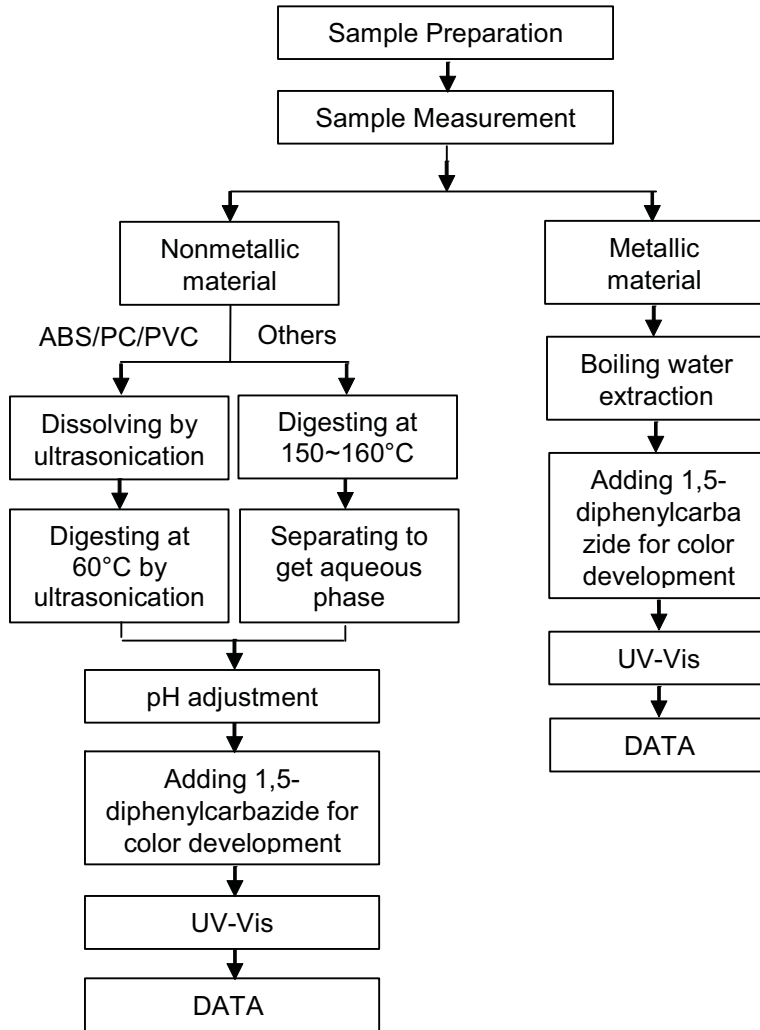 Sample Preparation
Sample Measurement
Nonmetallic
material
ABS/PC/PVC
Others
Dissolving by
ultrasonication
Digesting at
60°C by
ultrasonication
Digesting at
150~160°C
Separating to
get aqueous
phase
pH adjustment
Adding 1,5-
diphenylcarbazide for
color development
UV-Vis
DATA
Metallic
material
Boiling water
extraction
Adding 1,5-
diphenylcarba
zide for color
development
UV-Vis
DATA